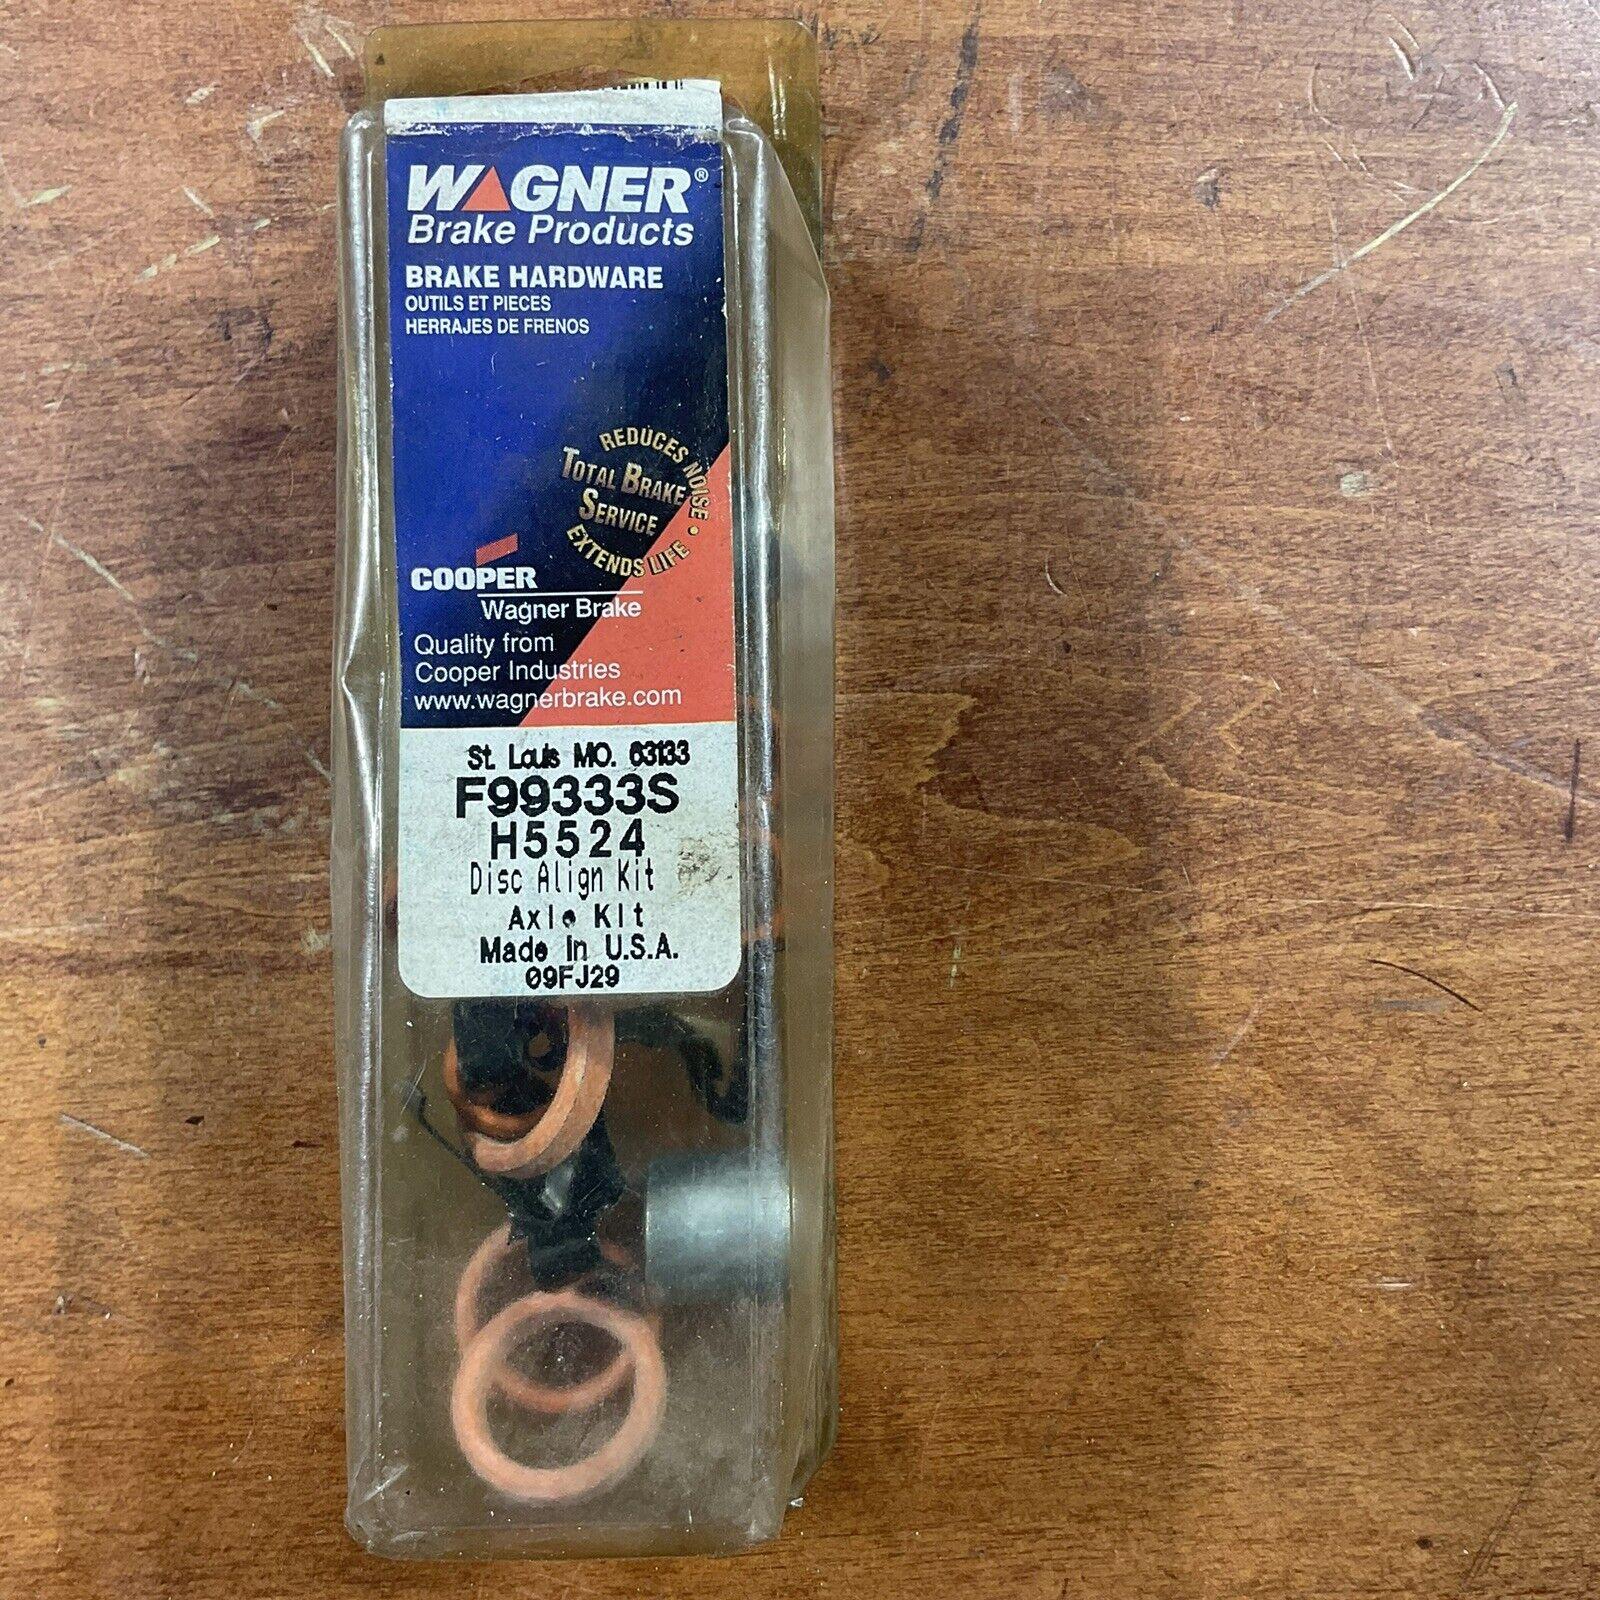 WAGNER®
Brake Products
BRAKE HARDWARE
OUTILS ET PIECES
HERRAJES DE FRENOS
REDUCES NOISE •
TOTAL BRAKE
SERVICE
EXTENDS LIFE
COOPER
Wagner Brake
Quality from
Cooper Industries
www.wagnerbrake.com
St. Louis MO. 63133
F99333S
H5524
Disc Align Kit
Axle Kit
Made In U.S.A.
09FJ29